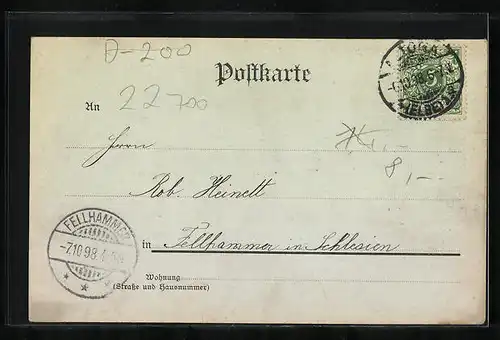 D-200
Postkarte
An 22700
Herrn
1,-
8,-
Rob. Heinelt
FELLHAMMER
-7.10.98.
in Fellhammer in Schlesien
Wohnung
(Straße und Hausnummer)